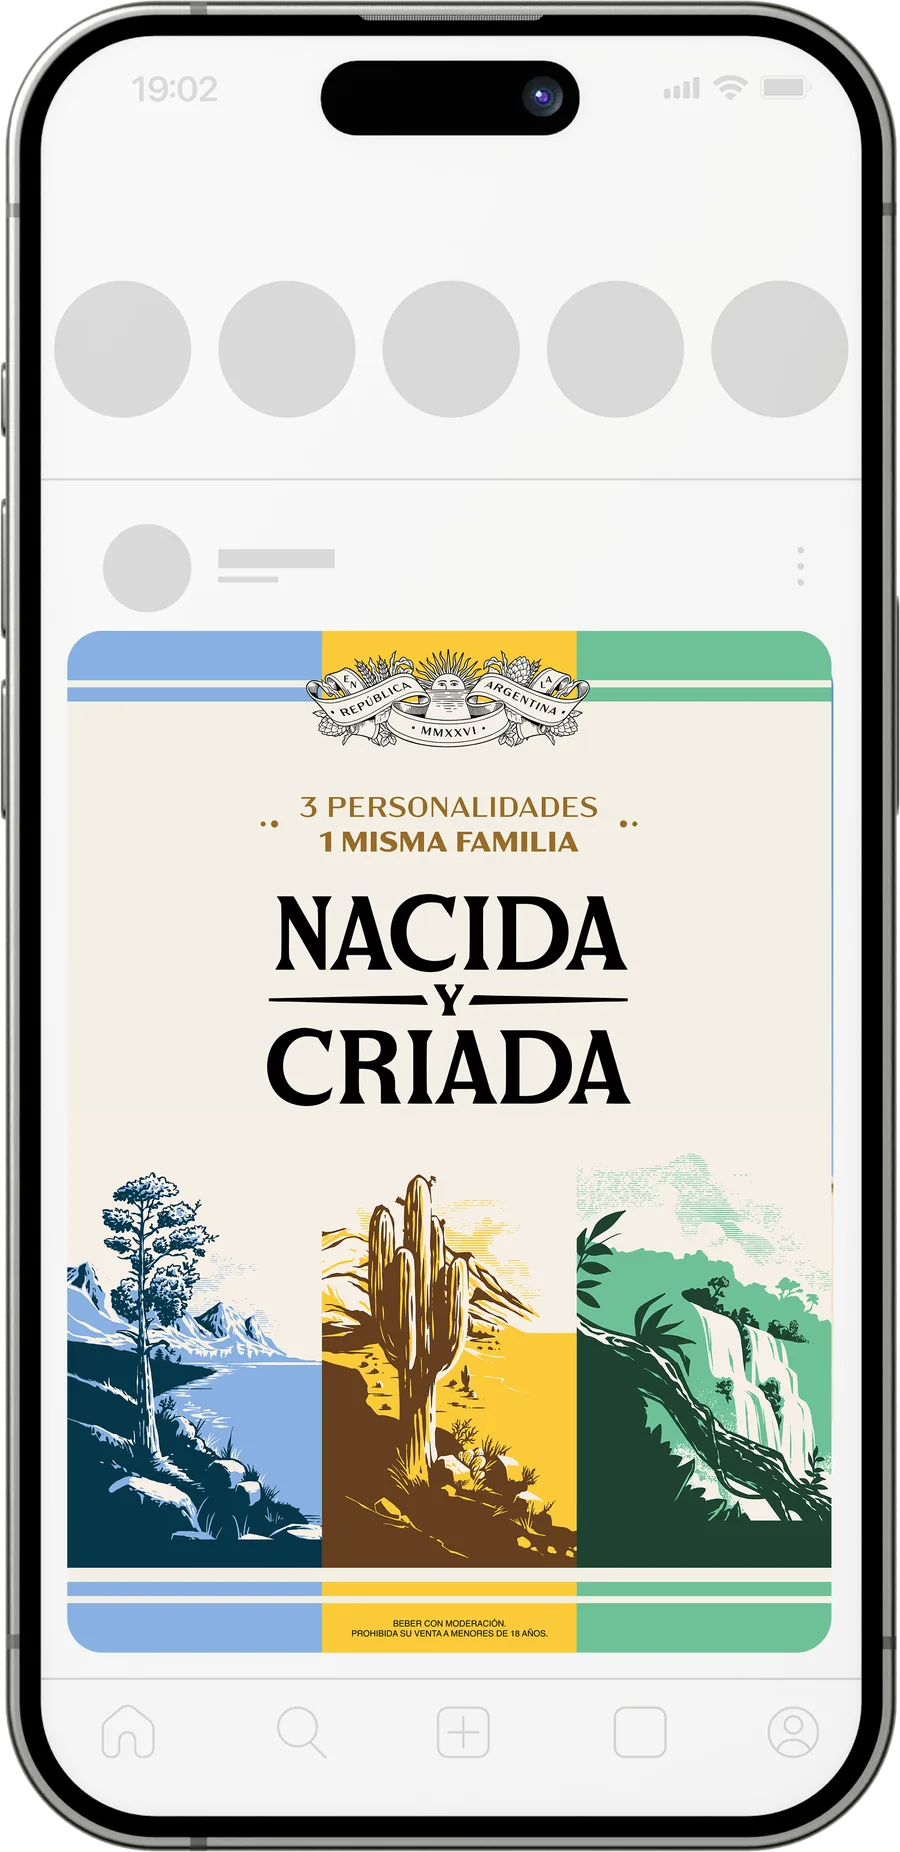 19:02
EN
REPÚBLICA
LA
ARGENTINA
MMXXVI
3 PERSONALIDADES
1 MISMA FAMILIA
NACIDA
Y
CRIADA
BEBER CON MODERACIÓN.
PROHIBIDA SU VENTA A MENORES DE 18 AÑOS.